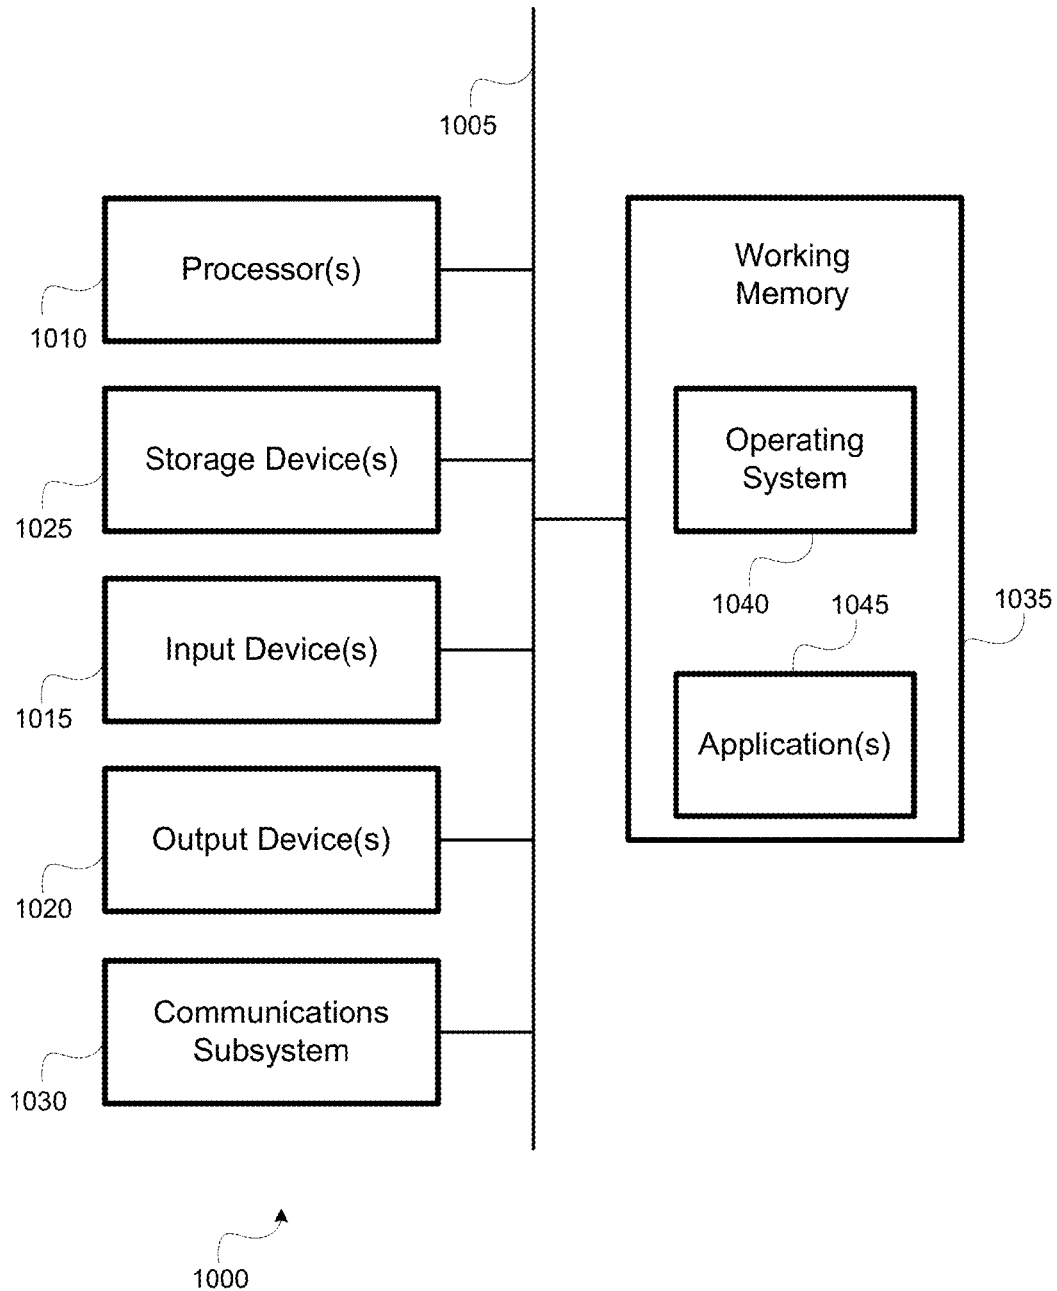 1005
Processor(s)
1010
Storage Device(s)
1025
Input Device(s)
1015
Output Device(s)
1020
Communications
Subsystem
1030
Working
Memory
Operating
System
1040
1045
1035
Application(s)
1000